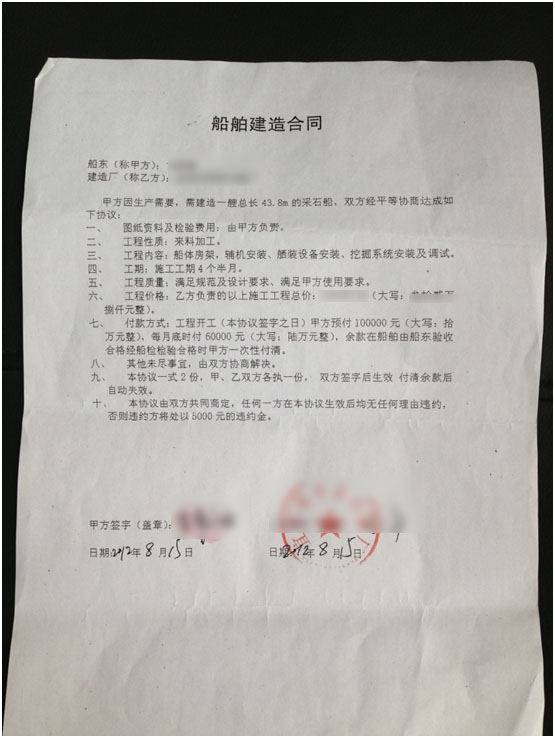 船舶建造合同
船东（称甲方）：
建造厂（称乙方）：
甲方因生产需要，需建造一艘总长 43.8m 的采石船、双方经平等协商达成如
下协议：
一、 图纸资料及检验费用：由甲方负责。
二、 工程性质：来料加工。
三、 工程内容：船体房架，辅机安装、舾装设备安装、挖掘系统安装及调试。
四、 工期：施工工期 4 个半月。
五、 工程质量：满足规范及设计要求、满足甲方使用要求。
六、 工程价格：乙方负责的以上施工工程总价： （大写：
捌仟元整）。
七、 付款方式：工程开工（本协议签字之日）甲方预付 100000 元（大写：拾
万元整），每月底时付 60000 元（大写：陆万元整），余款在船舶由船东验收
合格经船检检验合格时甲方一次性付清。
八、 其他未尽事宜，由双方协商解决。
九、 本协议一式 2 份，甲、乙双方各执一份， 双方签字后生效 付清余款后
自动失效。
十、 本协议由双方共同商定，任何一方在本协议生效后均无任何理由违约，
否则违约方将处以 5000 元的违约金。
甲方签字（盖章）：
日期2012年 8 月 15 日 日期2012年 8 月 15 日